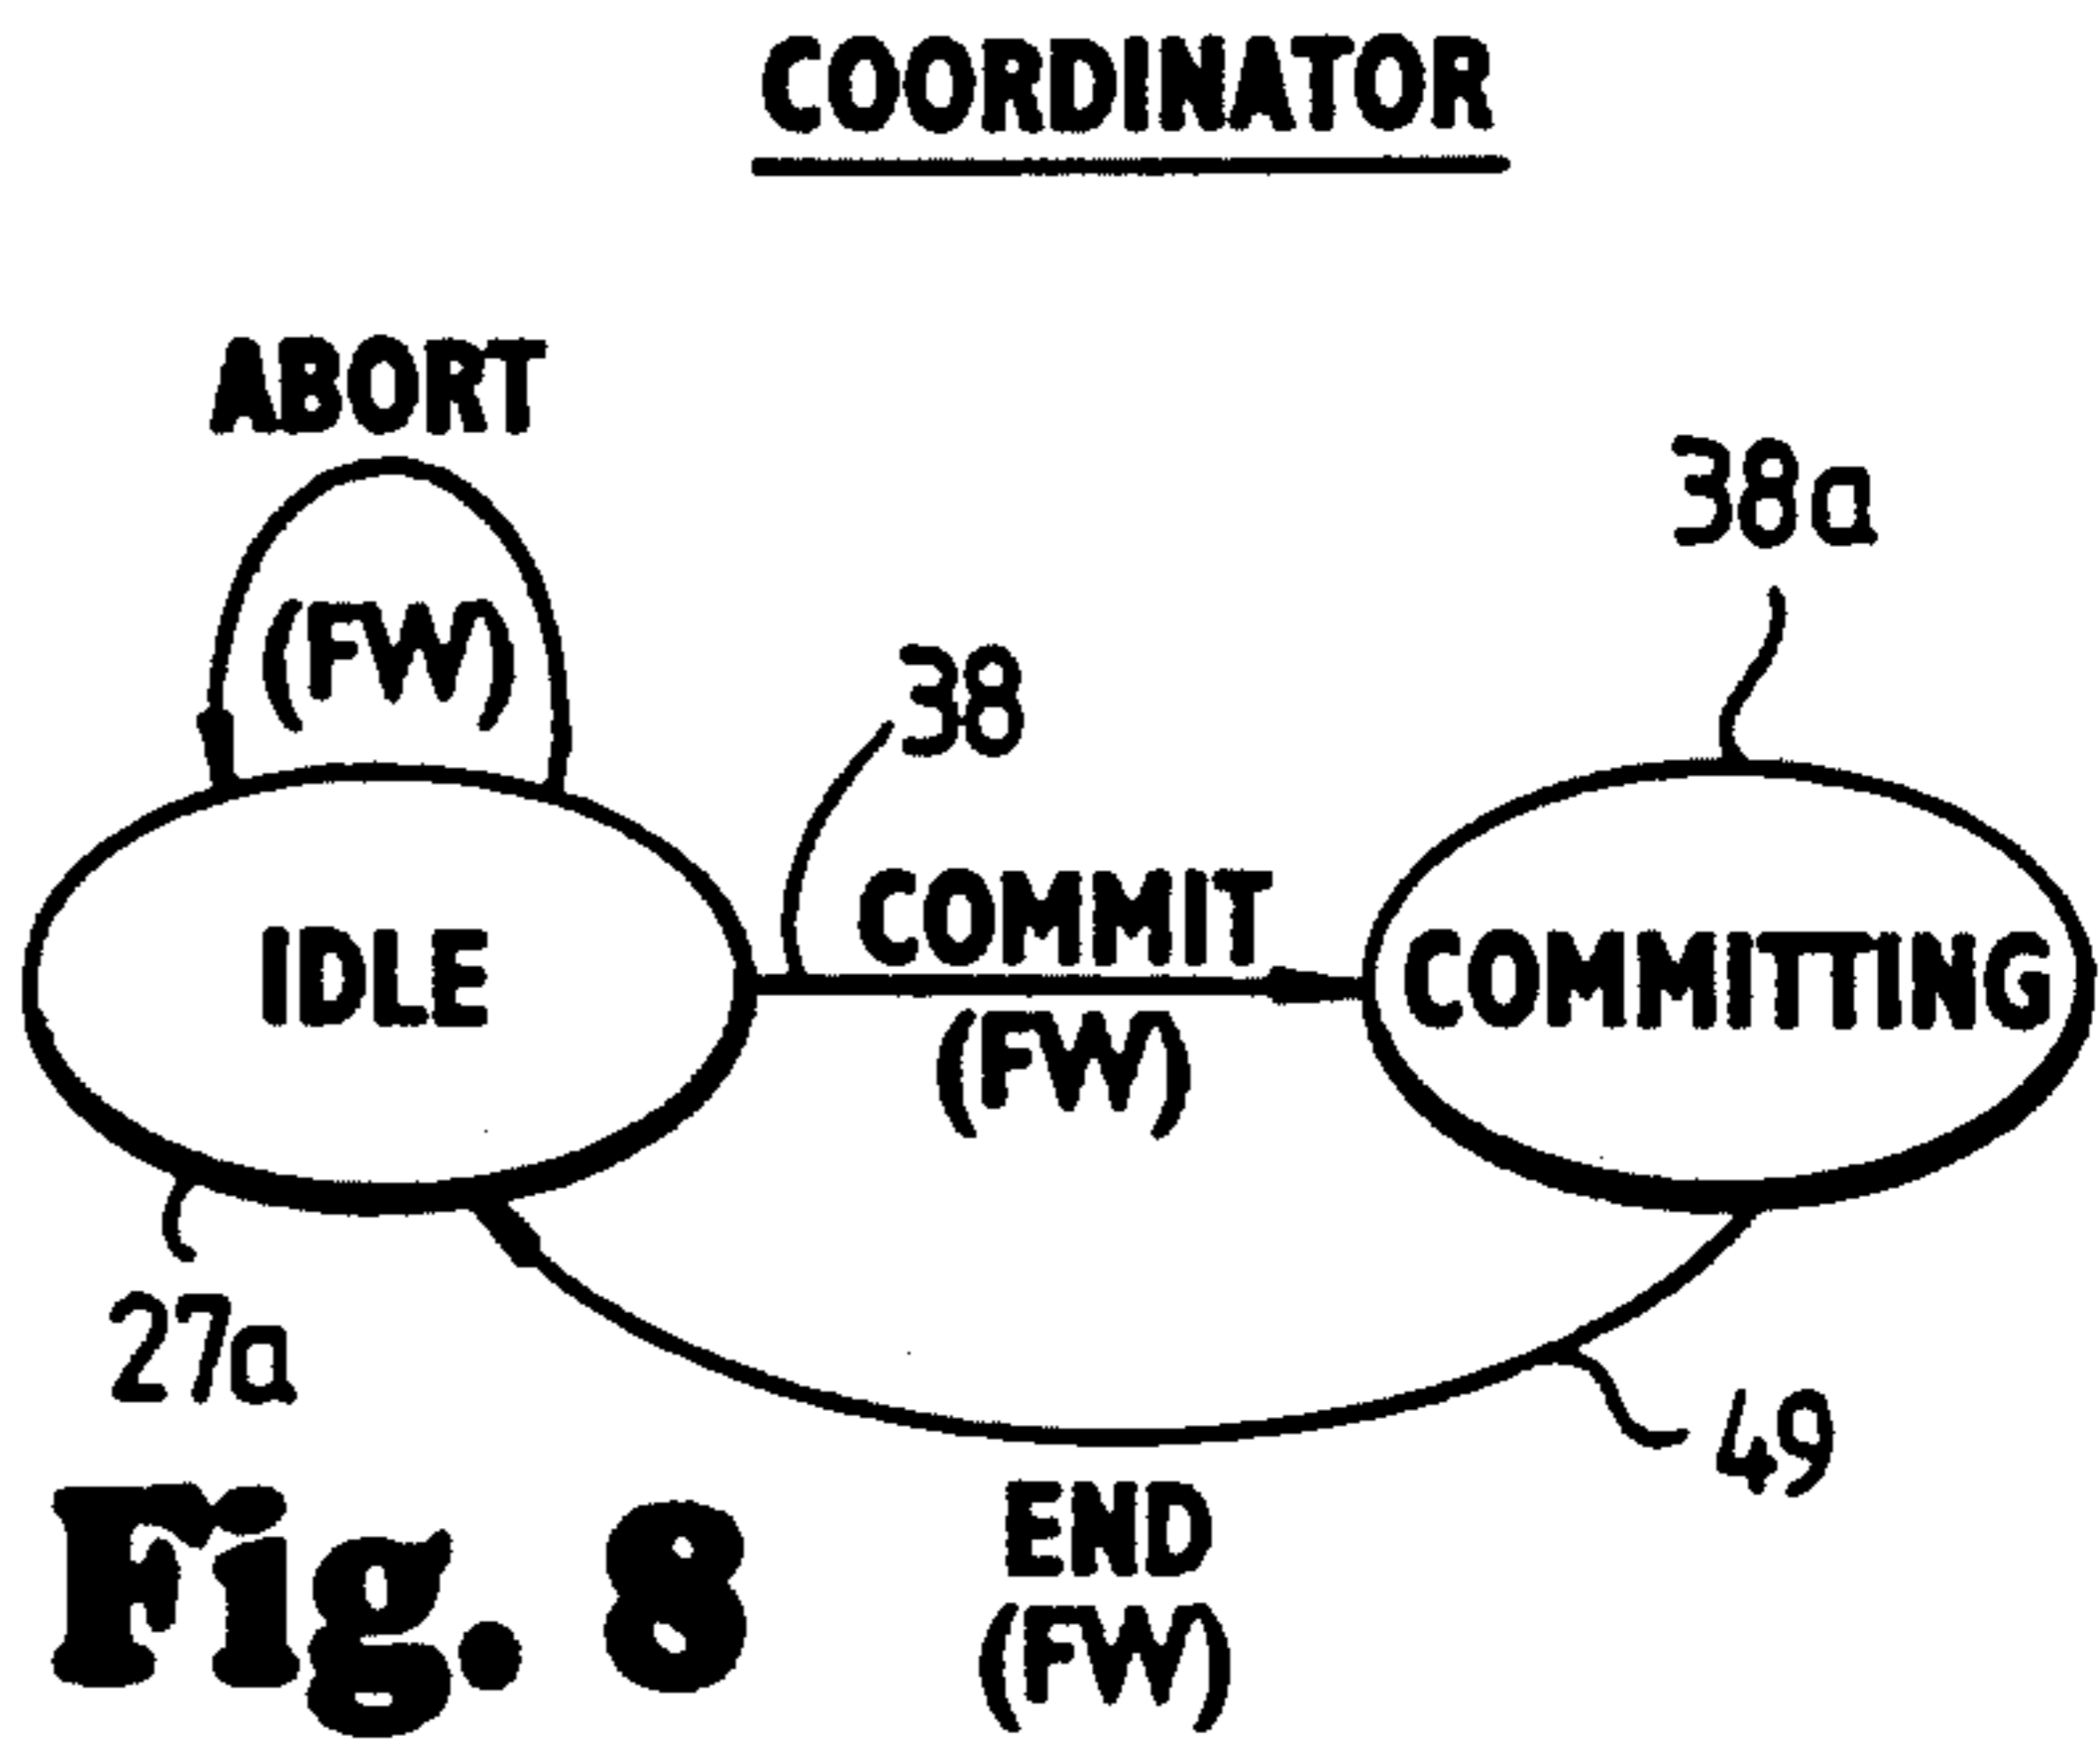 COORDINATOR
ABORT
(FW)
38a
38
IDLE
COMMIT
(FW)
COMMITTING
27a
49
END
(FW)
Fig. 8